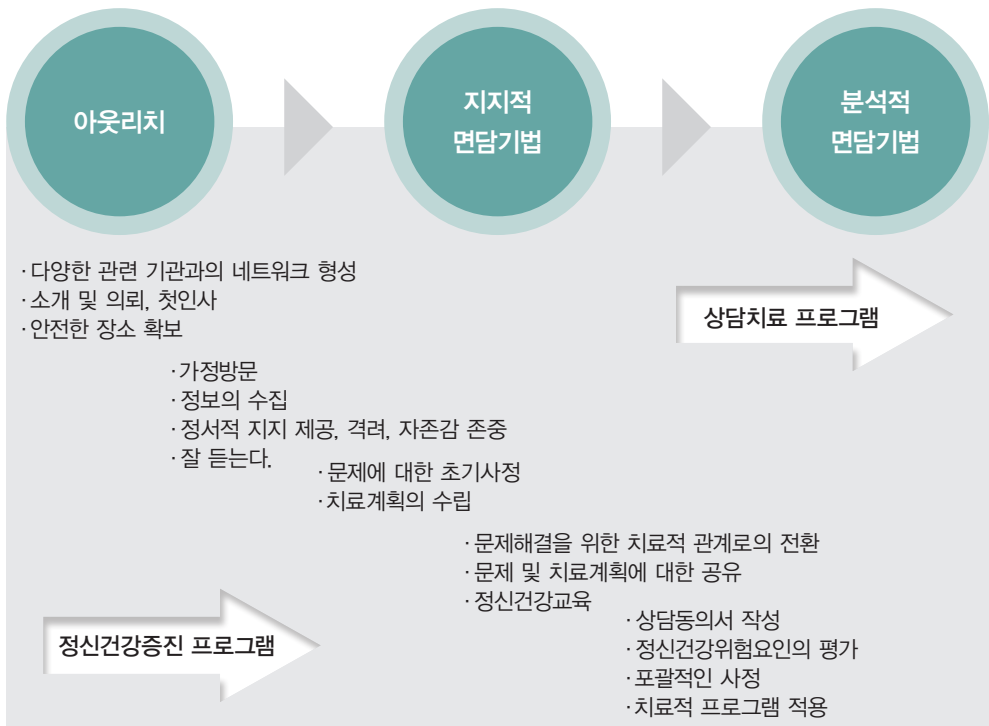 아웃리치
지지적
면담기법
분석적
면담기법
·다양한 관련 기관과의 네트워크 형성
·소개 및 의뢰, 첫인사
·안전한 장소 확보
상담치료 프로그램
·가정방문
·정보의 수집
·정서적 지지 제공, 격려, 자존감 존중
·잘 듣는다.
·문제에 대한 초기사정
·치료계획의 수립
·문제해결을 위한 치료적 관계로의 전환
·문제 및 치료계획에 대한 공유
·정신건강교육
정신건강증진 프로그램
·상담동의서 작성
·정신건강위험요인의 평가
·포괄적인 사정
·치료적 프로그램 적용